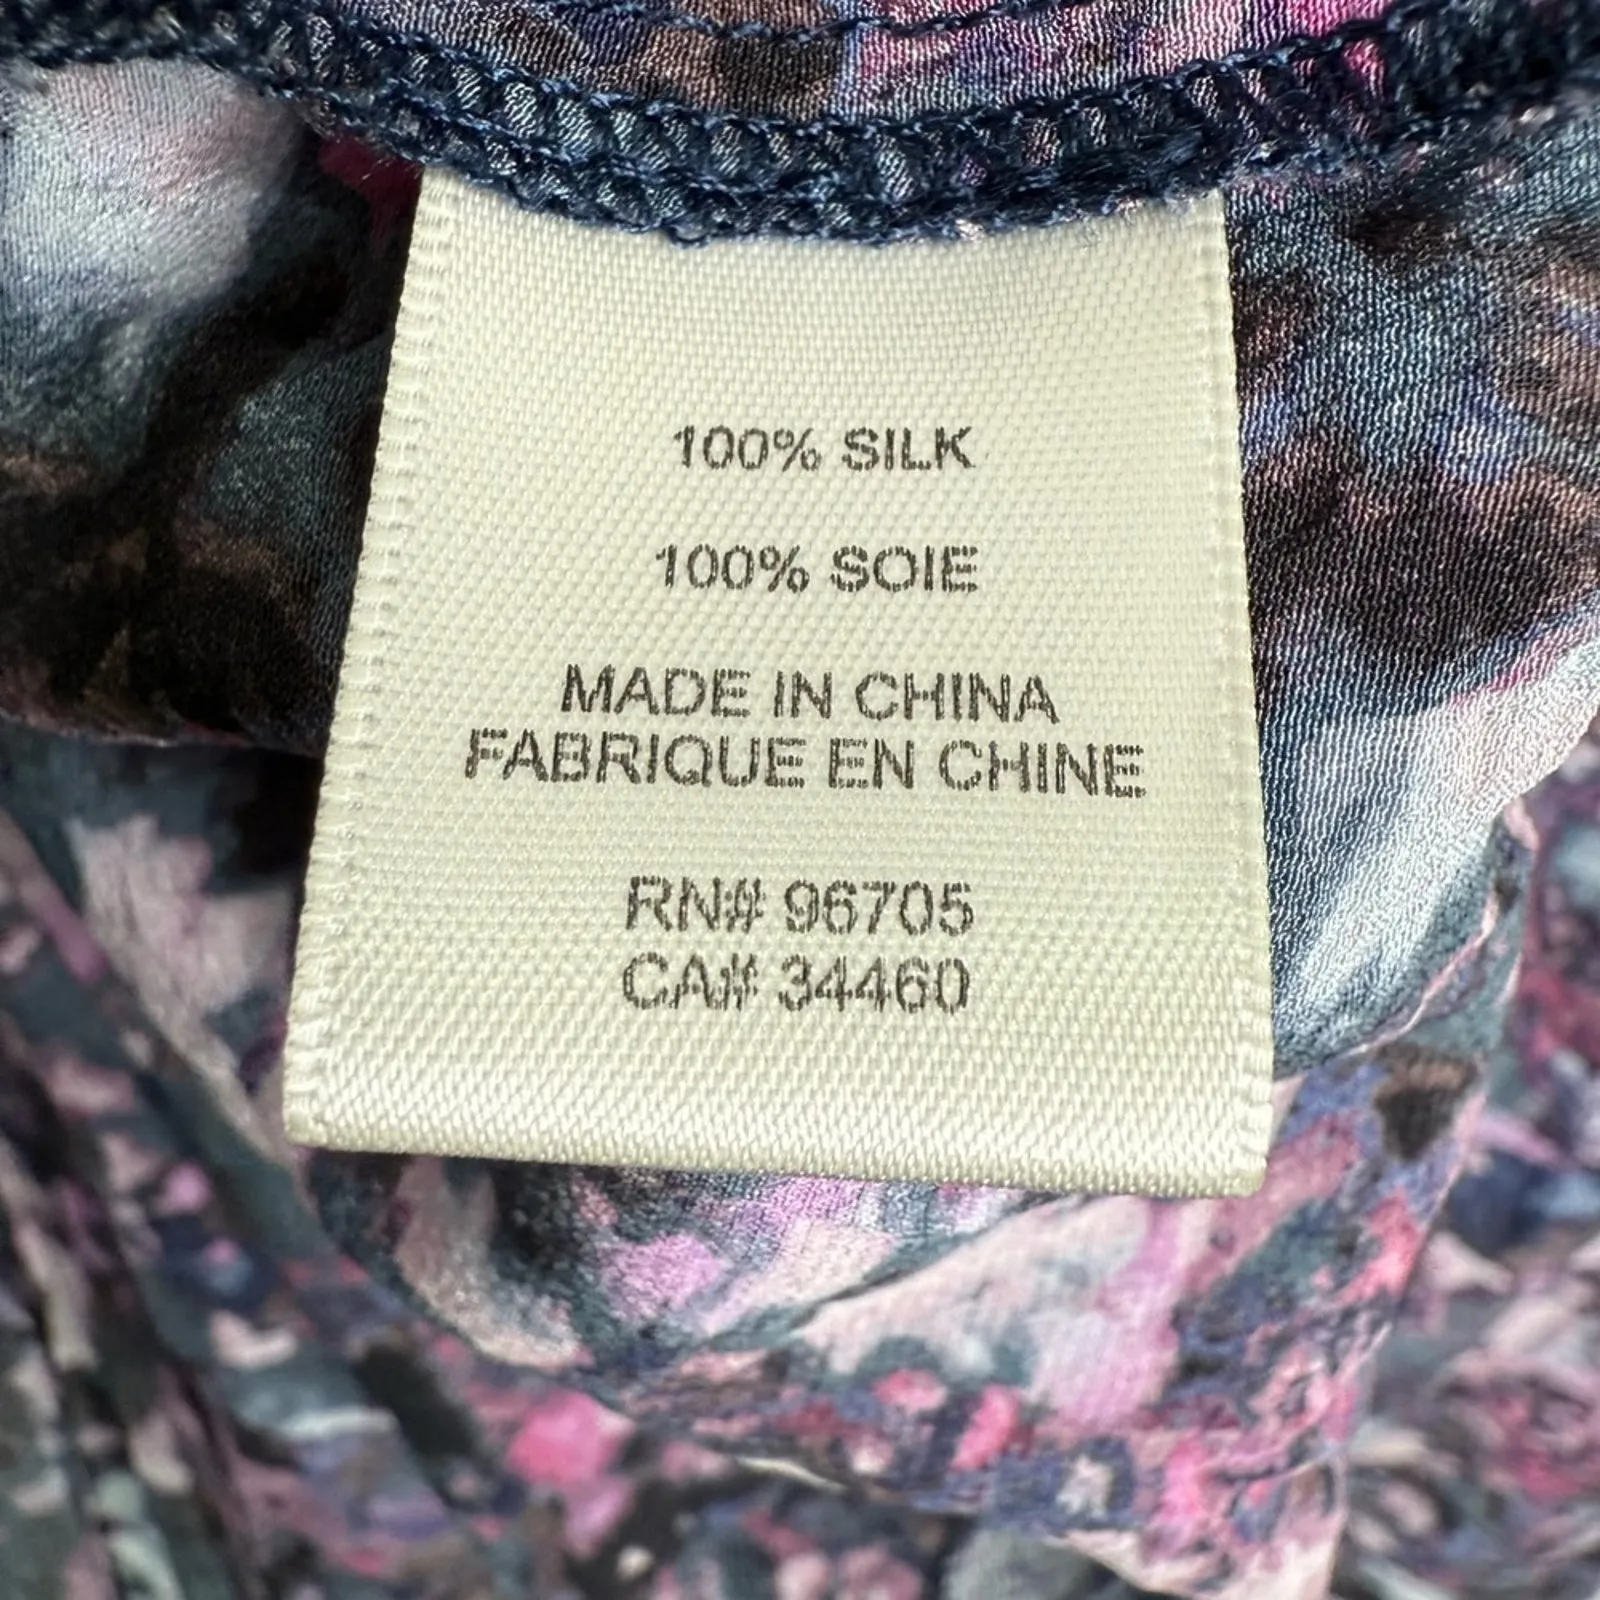 100% SILK
100% SOIE
MADE IN CHINA
FABRIQUE EN CHINE
RN# 96705
CA# 34460